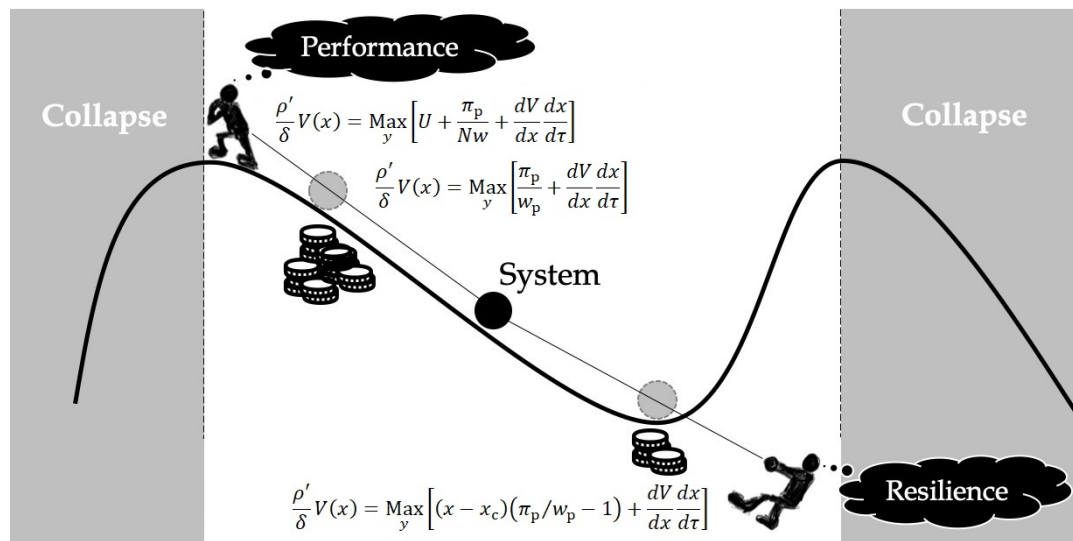 Performance
Collapse
Collapse
ρ′/δ V(x) = Max_y [U + π_p/(Nw) + dV/dx dx/dτ]
ρ′/δ V(x) = Max_y [π_p/w_p + dV/dx dx/dτ]
System
Resilience
ρ′/δ V(x) = Max_y [(x − x_c)(π_p/w_p − 1) + dV/dx dx/dτ]